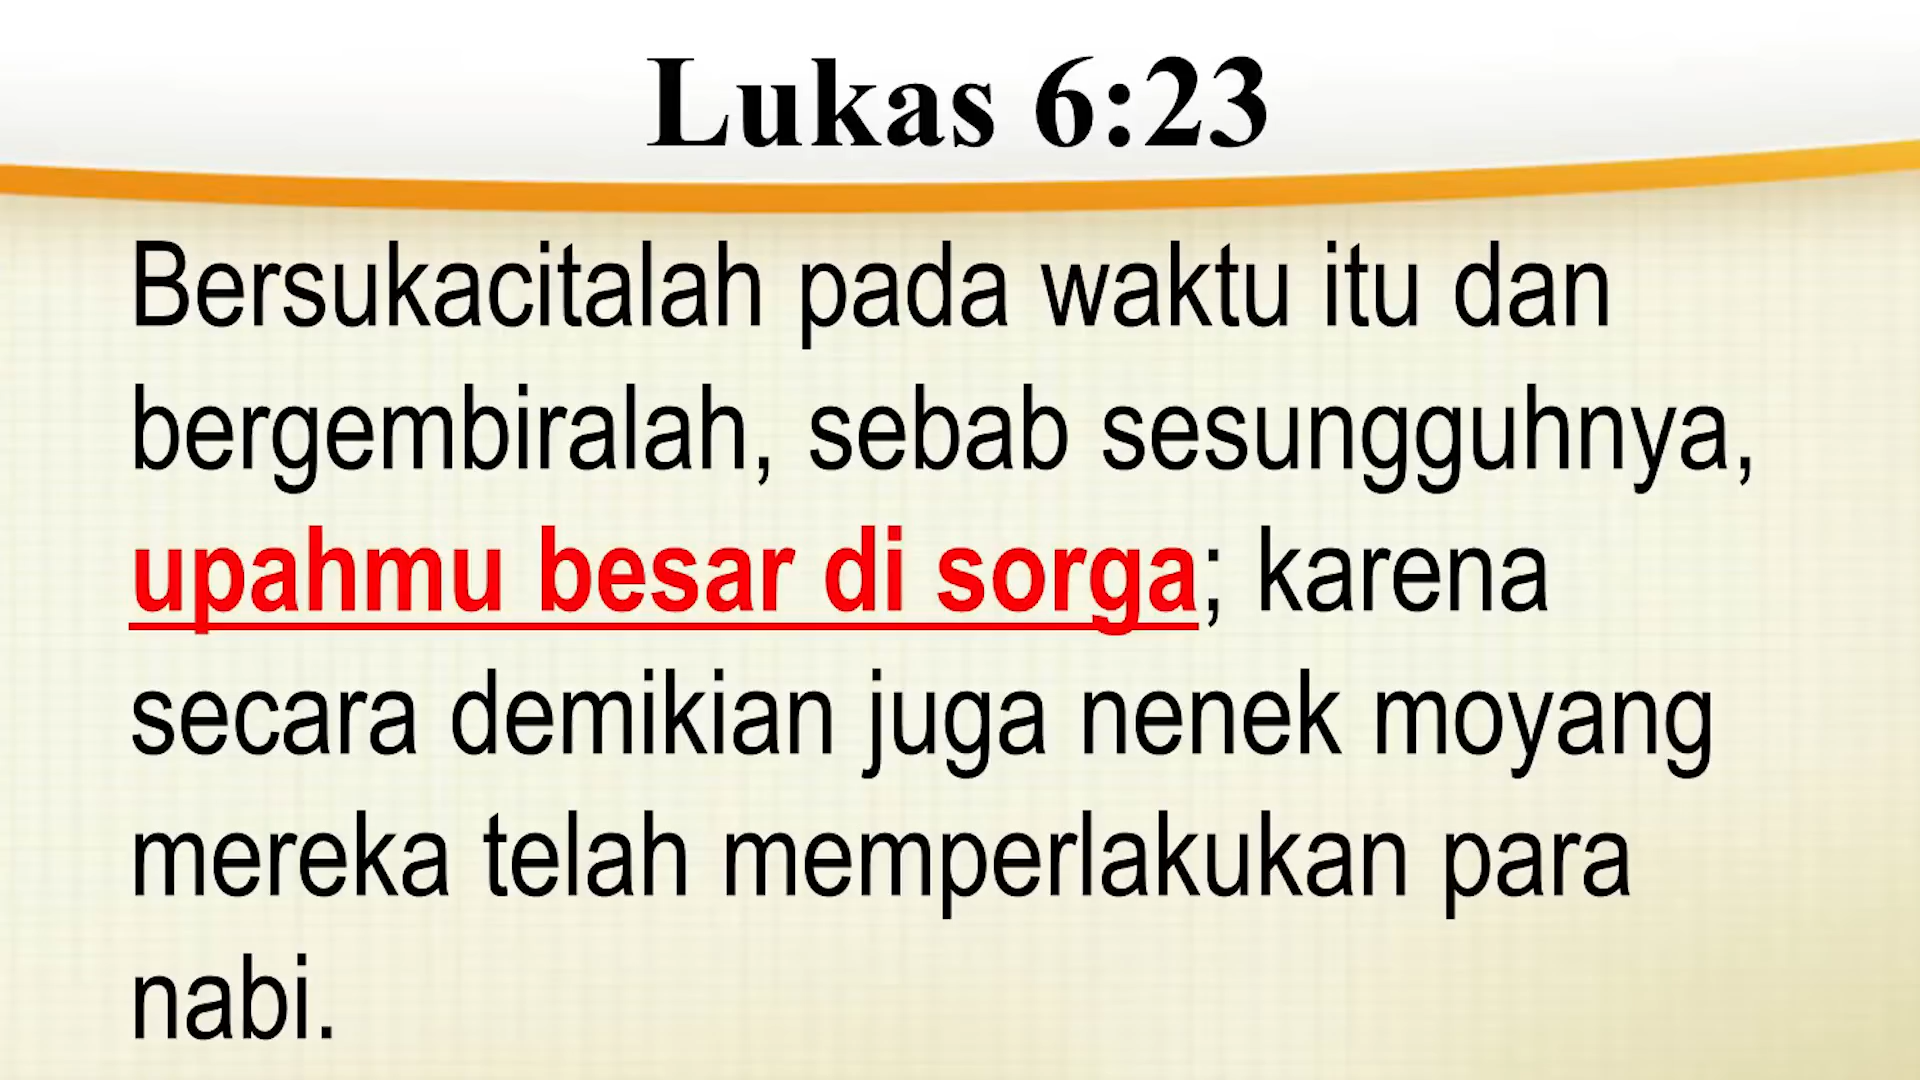 Lukas 6:23
Bersukacitalah pada waktu itu dan
bergembiralah, sebab sesungguhnya,
upahmu besar di sorga; karena
secara demikian juga nenek moyang
mereka telah memperlakukan para
nabi.